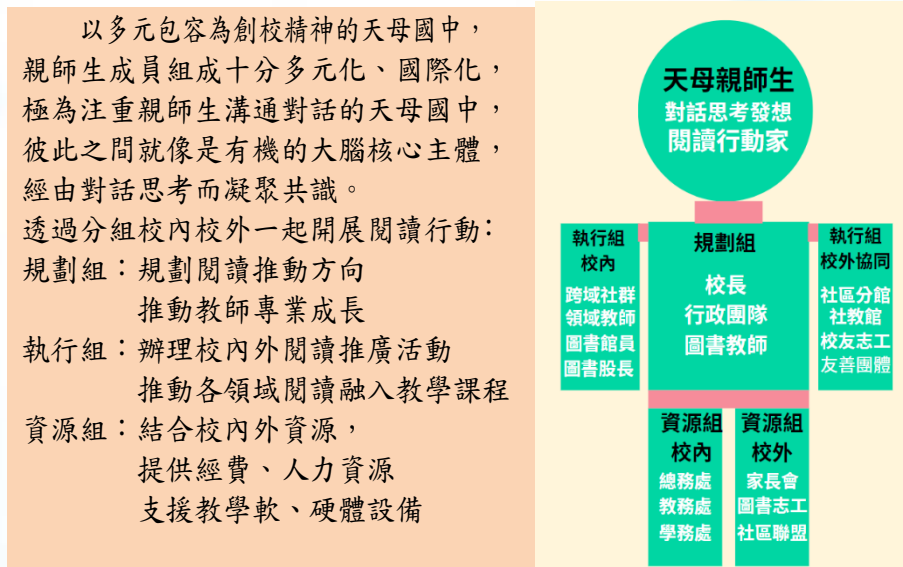 以多元包容為創校精神的天母國中，
親師生成員組成十分多元化、國際化，
極為注重親師生溝通對話的天母國中，
彼此之間就像是有機的大腦核心主體，
經由對話思考而凝聚共識。
透過分組校內校外一起開展閱讀行動：
規劃組：規劃閱讀推動方向
推動教師專業成長
執行組：辦理校內外閱讀推廣活動
推動各領域閱讀融入教學課程
資源組：結合校內外資源，
提供經費、人力資源
支援教學軟、硬體設備
天母親師生
對話思考發想
閱讀行動家
執行組
校內
跨域社群
領域教師
圖書館員
圖書股長
規劃組
校長
行政團隊
圖書教師
執行組
校外協同
社區分館
社教館
校友志工
友善團體
資源組
校內
總務處
教務處
學務處
資源組
校外
家長會
圖書志工
社區聯盟